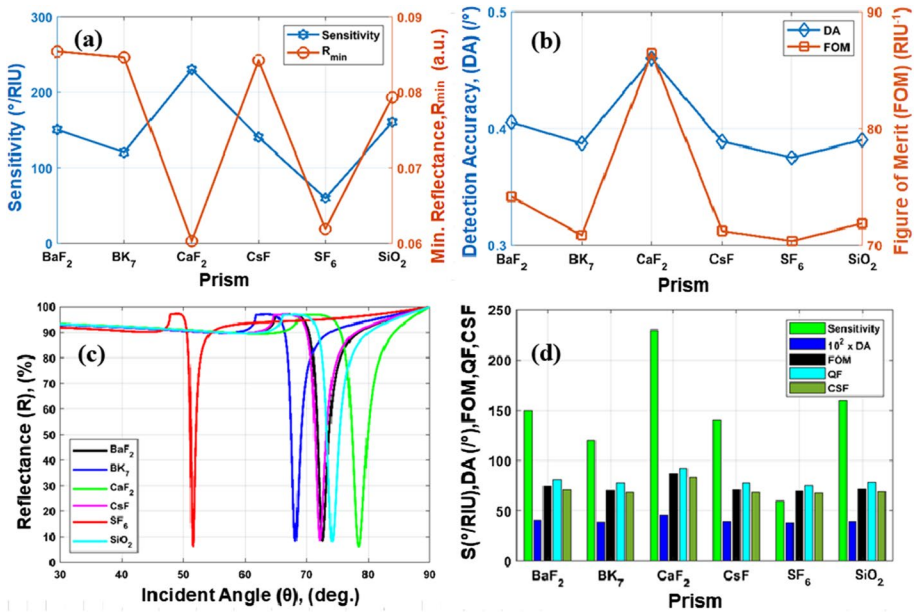 (a)
Sensitivity
Rmin
Sensitivity (°/RIU)
300
200
100
0
Min. Reflectance,Rmin (a.u.)
0.09
0.08
0.07
0.06
BaF2 BK7 CaF2 CsF SF6 SiO2
Prism
(b)
DA
FOM
Detection Accuracy, (DA) (/°)
0.5
0.4
0.3
Figure of Merit (FOM) (RIU-1)
90
80
70
BaF2 BK7 CaF2 CsF SF6 SiO2
Prism
(c)
Reflectance (R), (%)
100
90
80
70
60
50
40
30
20
10
0
BaF2
BK7
CaF2
CsF
SF6
SiO2
30 40 50 60 70 80 90
Incident Angle (θ), (deg.)
(d)
S(°/RIU),DA(/°),FOM,QF,CSF
250
200
150
100
50
0
Sensitivity
10² x DA
FOM
QF
CSF
BaF2 BK7 CaF2 CsF SF6 SiO2
Prism